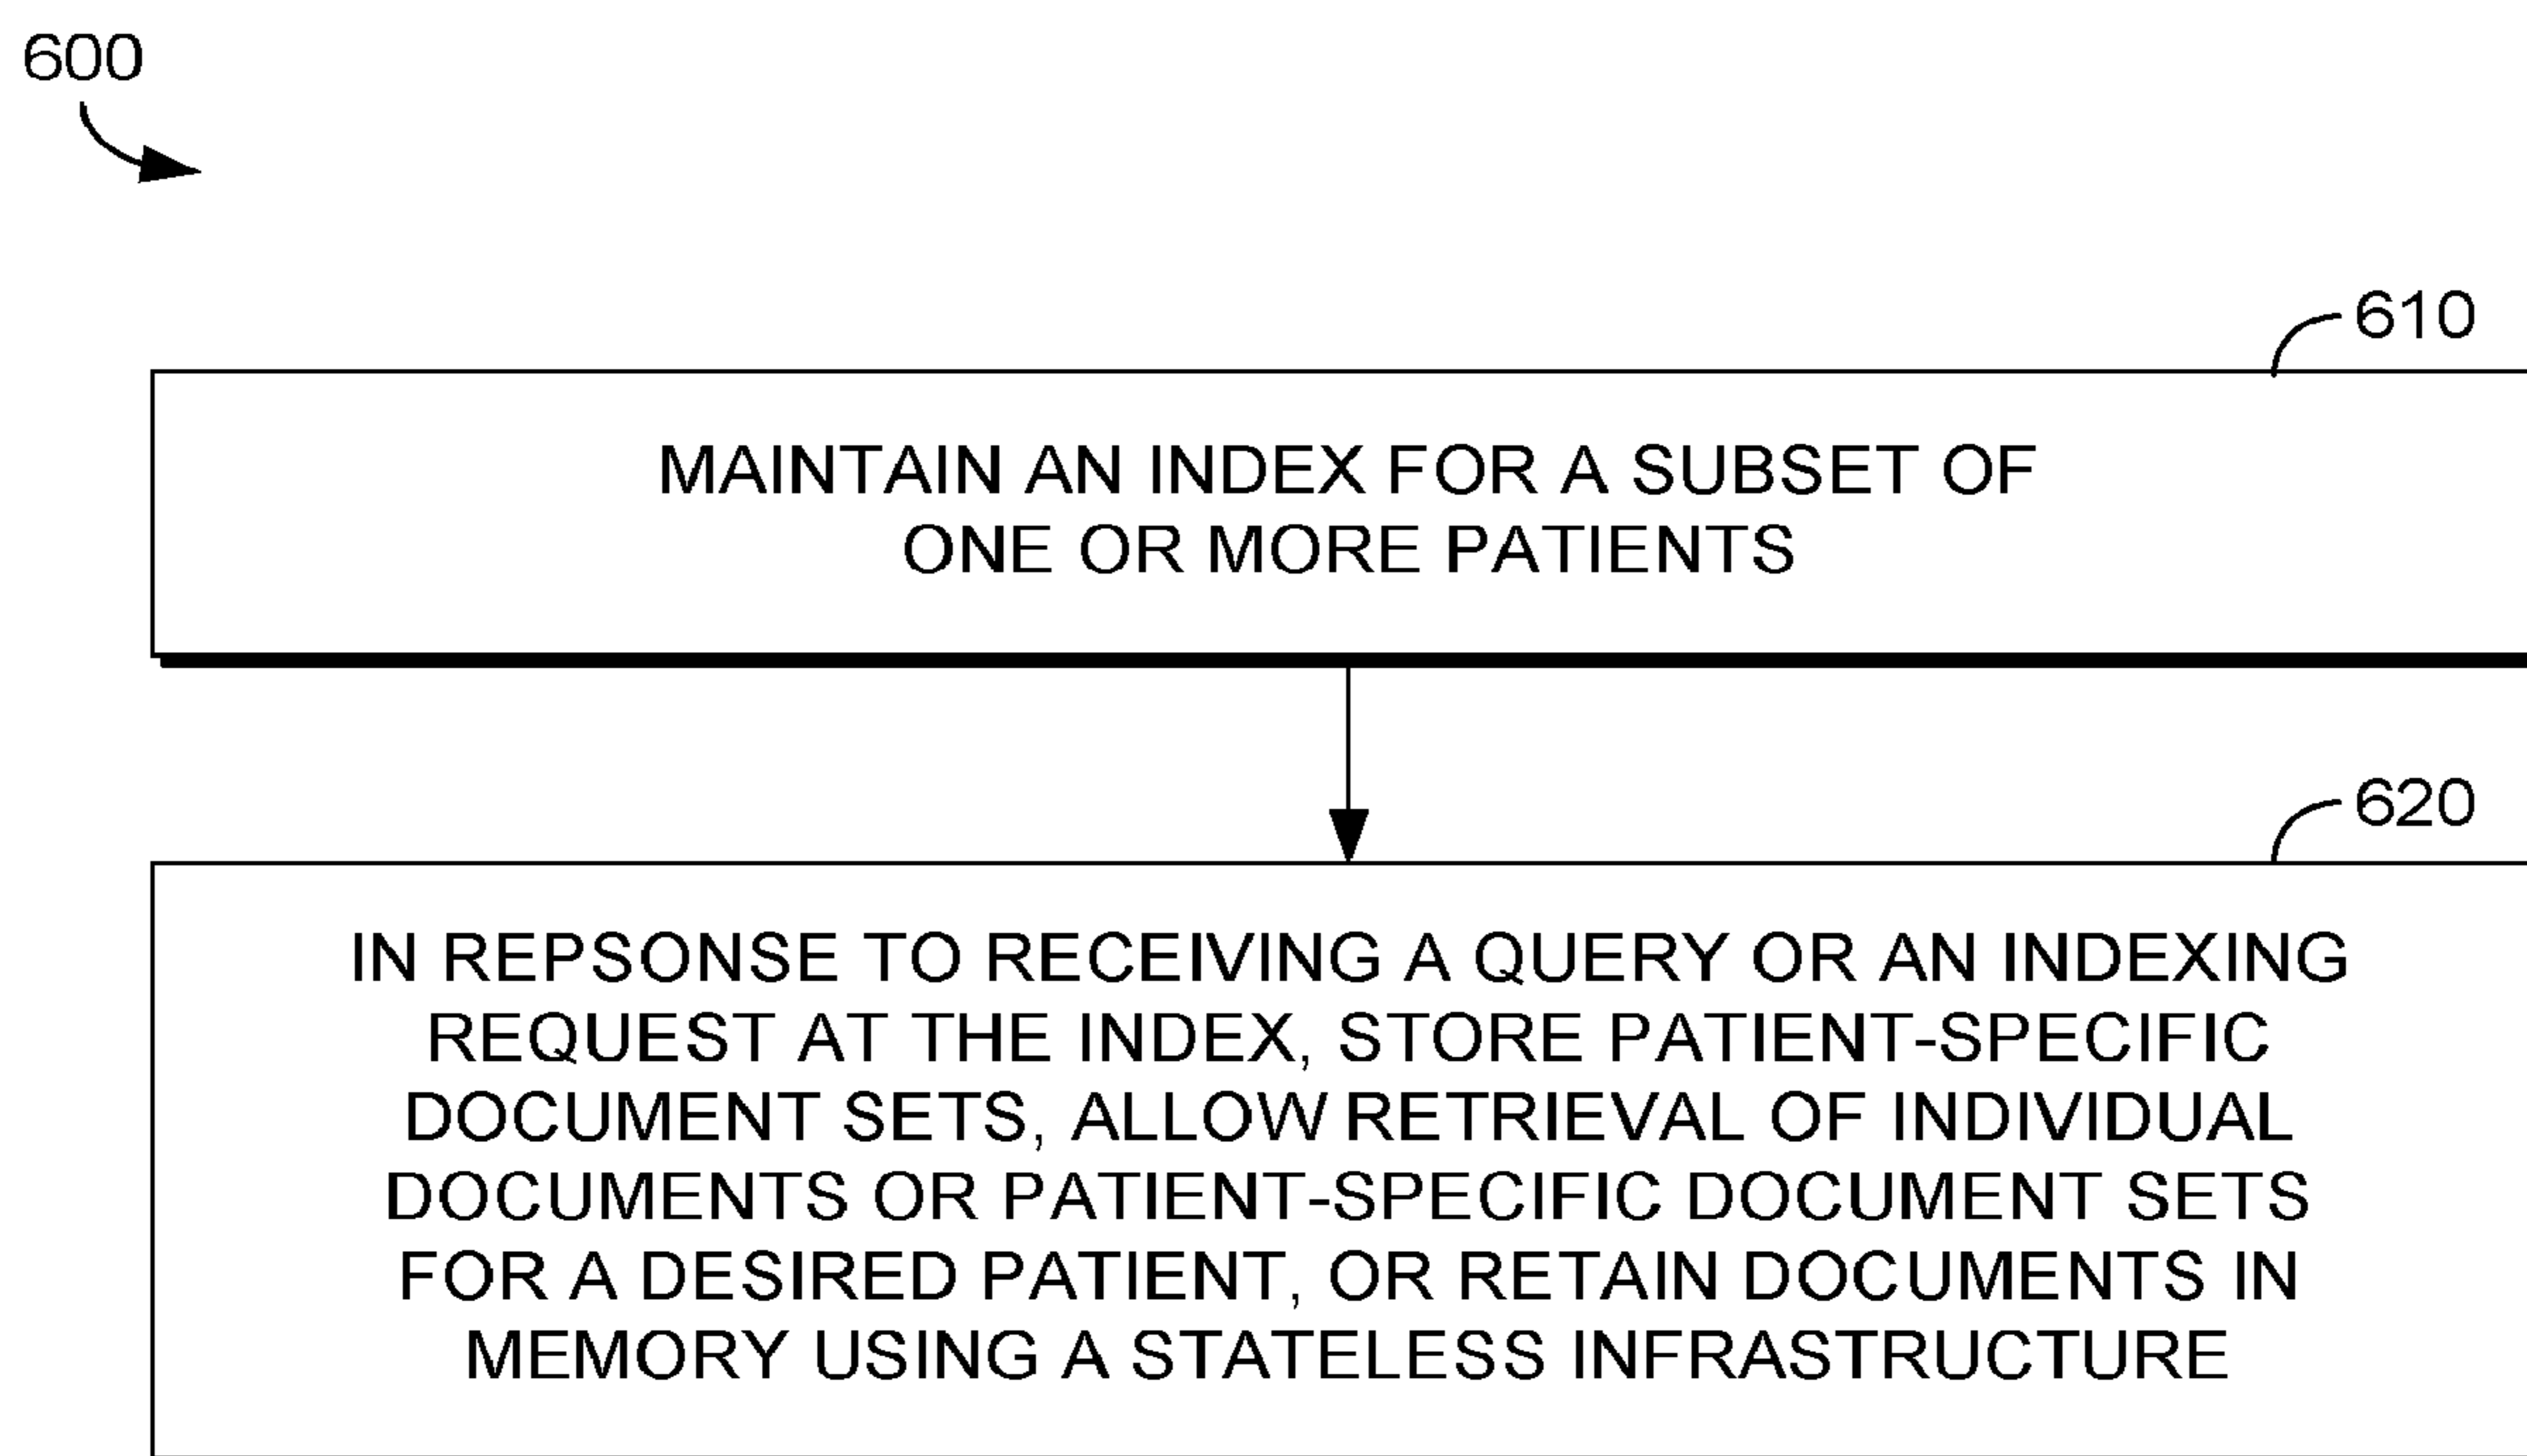 600
610
MAINTAIN AN INDEX FOR A SUBSET OF
ONE OR MORE PATIENTS
620
IN REPSONSE TO RECEIVING A QUERY OR AN INDEXING
REQUEST AT THE INDEX, STORE PATIENT-SPECIFIC
DOCUMENT SETS, ALLOW RETRIEVAL OF INDIVIDUAL
DOCUMENTS OR PATIENT-SPECIFIC DOCUMENT SETS
FOR A DESIRED PATIENT, OR RETAIN DOCUMENTS IN
MEMORY USING A STATELESS INFRASTRUCTURE